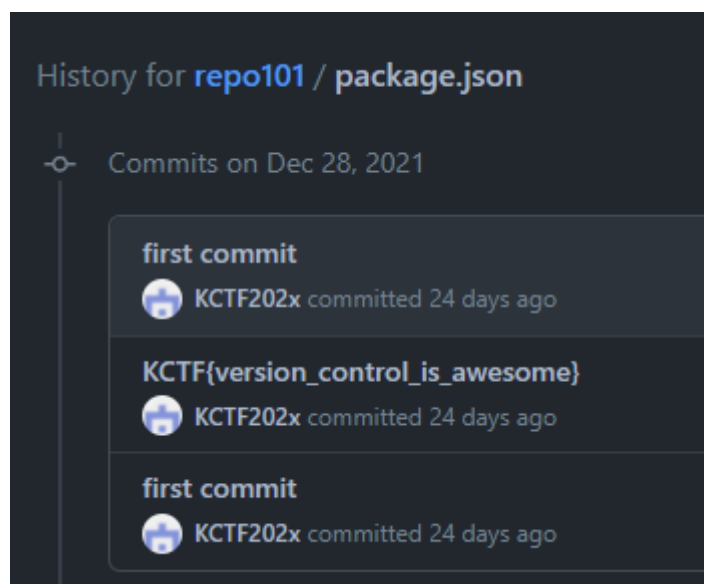 History for repo101 / package.json
Commits on Dec 28, 2021
first commit
KCTF202x committed 24 days ago
KCTF{version_control_is_awesome}
KCTF202x committed 24 days ago
first commit
KCTF202x committed 24 days ago